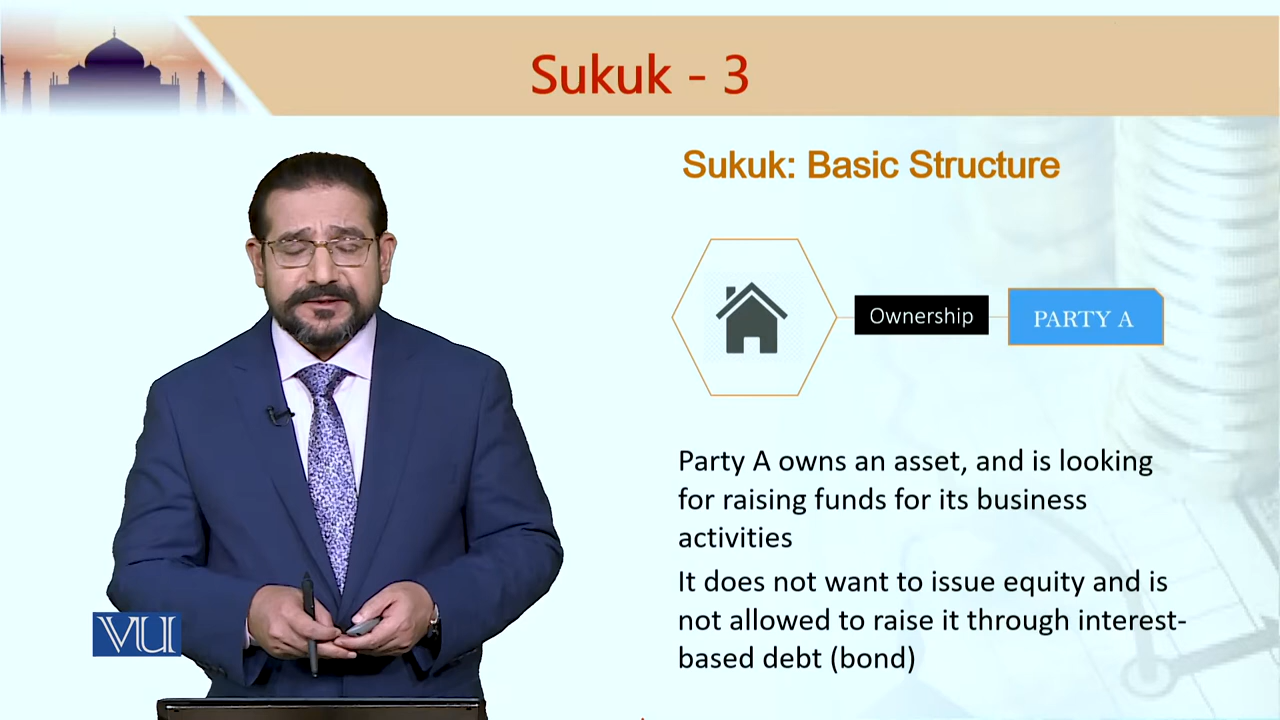 Sukuk - 3
Sukuk: Basic Structure
Ownership
PARTY A
Party A owns an asset, and is looking
for raising funds for its business
activities
It does not want to issue equity and is
not allowed to raise it through interest-
based debt (bond)
VU